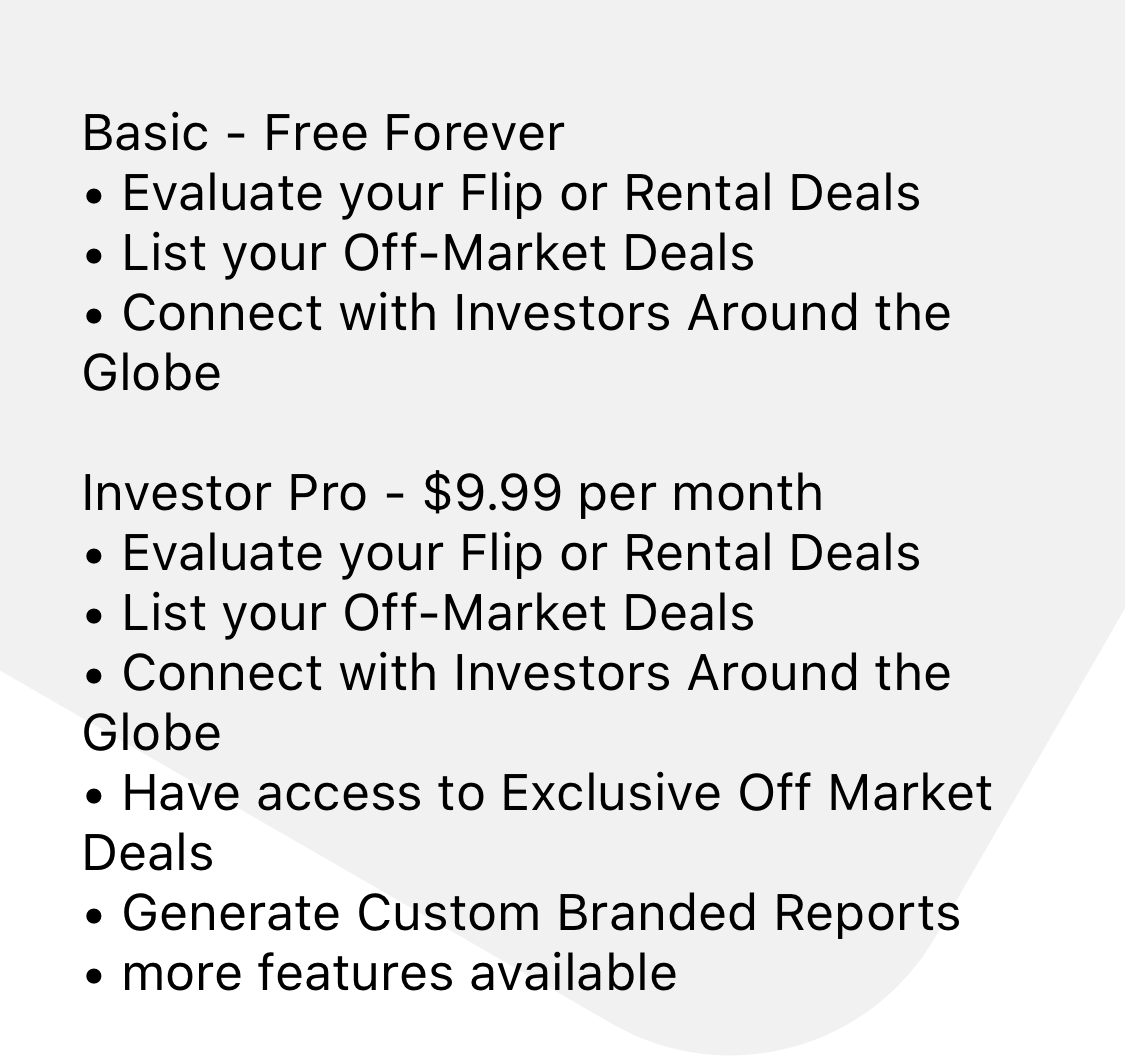 Basic - Free Forever
• Evaluate your Flip or Rental Deals
• List your Off-Market Deals
• Connect with Investors Around the
Globe
Investor Pro - $9.99 per month
• Evaluate your Flip or Rental Deals
• List your Off-Market Deals
• Connect with Investors Around the
Globe
• Have access to Exclusive Off Market
Deals
• Generate Custom Branded Reports
• more features available